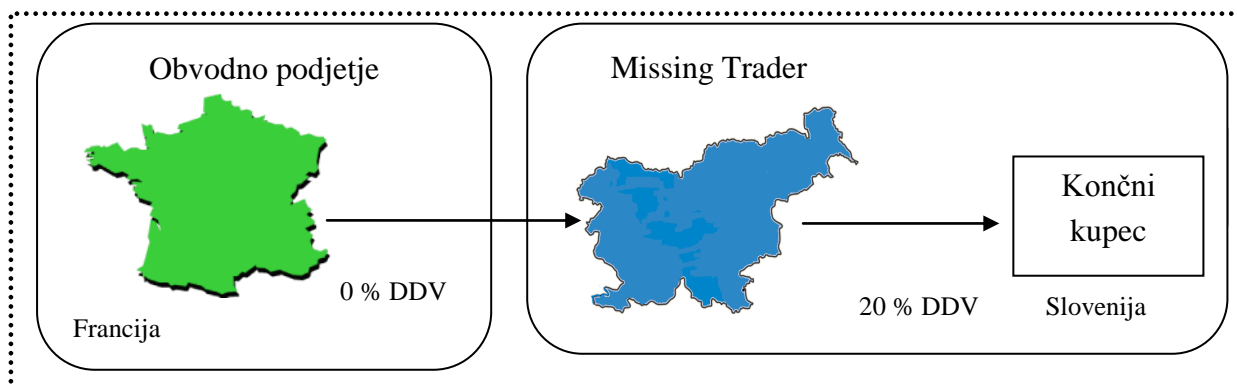 Obvodno podjetje
Missing Trader
Končni
kupec
0 % DDV
20 % DDV
Slovenija
Francija